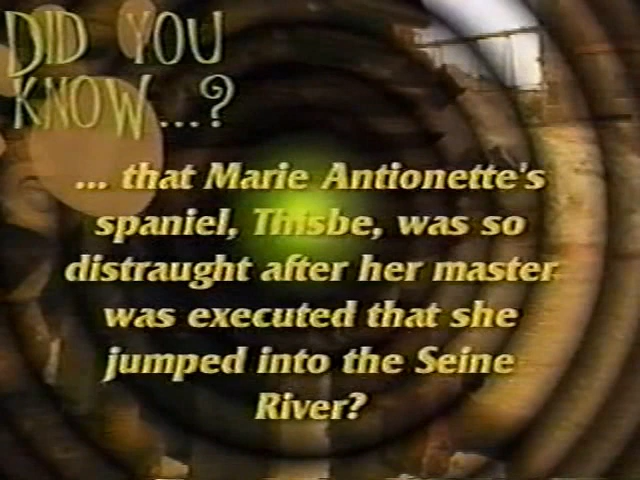 DID YOU
KNOW...?
... that Marie Antionette's
spaniel, Thisbe, was so
distraught after her master
was executed that she
jumped into the Seine
River?